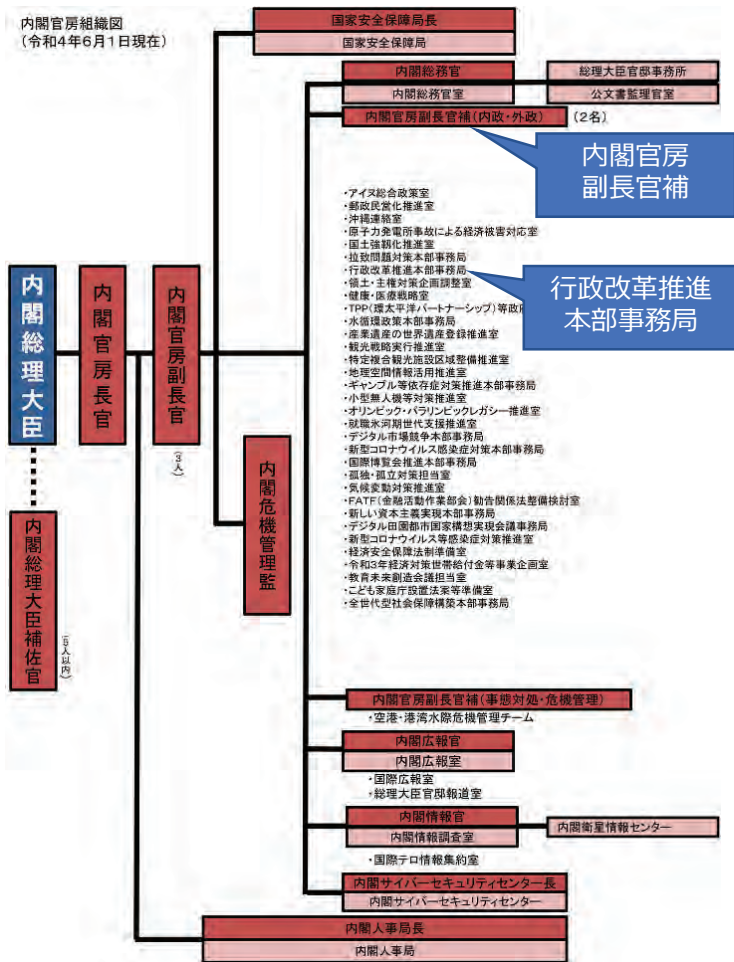 内閣官房組織図
(令和4年6月1日現在)
国家安全保障局長
国家安全保障局
内閣総務官
内閣総務官室
総理大臣官邸事務所
公文書監理官室
内閣官房副長官補(内政・外政)
(2名)
内閣官房
副長官補
・アイヌ総合政策室
・郵政民営化推進室
・沖縄連絡室
・原子力発電所事故による経済被害対応室
・国土強靱化推進室
・拉致問題対策本部事務局
・行政改革推進本部事務局
・領土・主権対策企画調整室
・健康・医療戦略室
・TPP(環太平洋パートナーシップ)等政府
・水循環政策本部事務局
・産業遺産の世界遺産登録推進室
・観光戦略実行推進室
・特定複合観光施設区域整備推進室
・地理空間情報活用推進室
・ギャンブル等依存症対策推進本部事務局
・小型無人機等対策推進室
・オリンピック・パラリンピックレガシー推進室
・就職氷河期世代支援推進室
・デジタル市場競争本部事務局
・新型コロナウイルス感染症対策本部事務局
・国際博覧会推進本部事務局
・孤独・孤立対策担当室
・気候変動対策推進室
・FATF(金融活動作業部会)勧告関係法整備検討室
・新しい資本主義実現本部事務局
・デジタル田園都市国家構想実現会議事務局
・新型コロナウイルス等感染症対策推進室
・経済安全保障法制準備室
・令和3年経済対策世帯給付金等事業企画室
・教育未来創造会議担当室
・こども家庭庁設置法案等準備室
・全世代型社会保障構築本部事務局
行政改革推進
本部事務局
内閣総理大臣
内閣官房長官
内閣官房副長官
(3人)
内閣危機管理監
内閣総理大臣補佐官
(5人以内)
内閣官房副長官補(事態対処・危機管理)
・空港・港湾水際危機管理チーム
内閣広報官
内閣広報室
・国際広報室
・総理大臣官邸報道室
内閣情報官
内閣情報調査室
内閣衛星情報センター
・国際テロ情報集約室
内閣サイバーセキュリティセンター長
内閣サイバーセキュリティセンター
内閣人事局長
内閣人事局